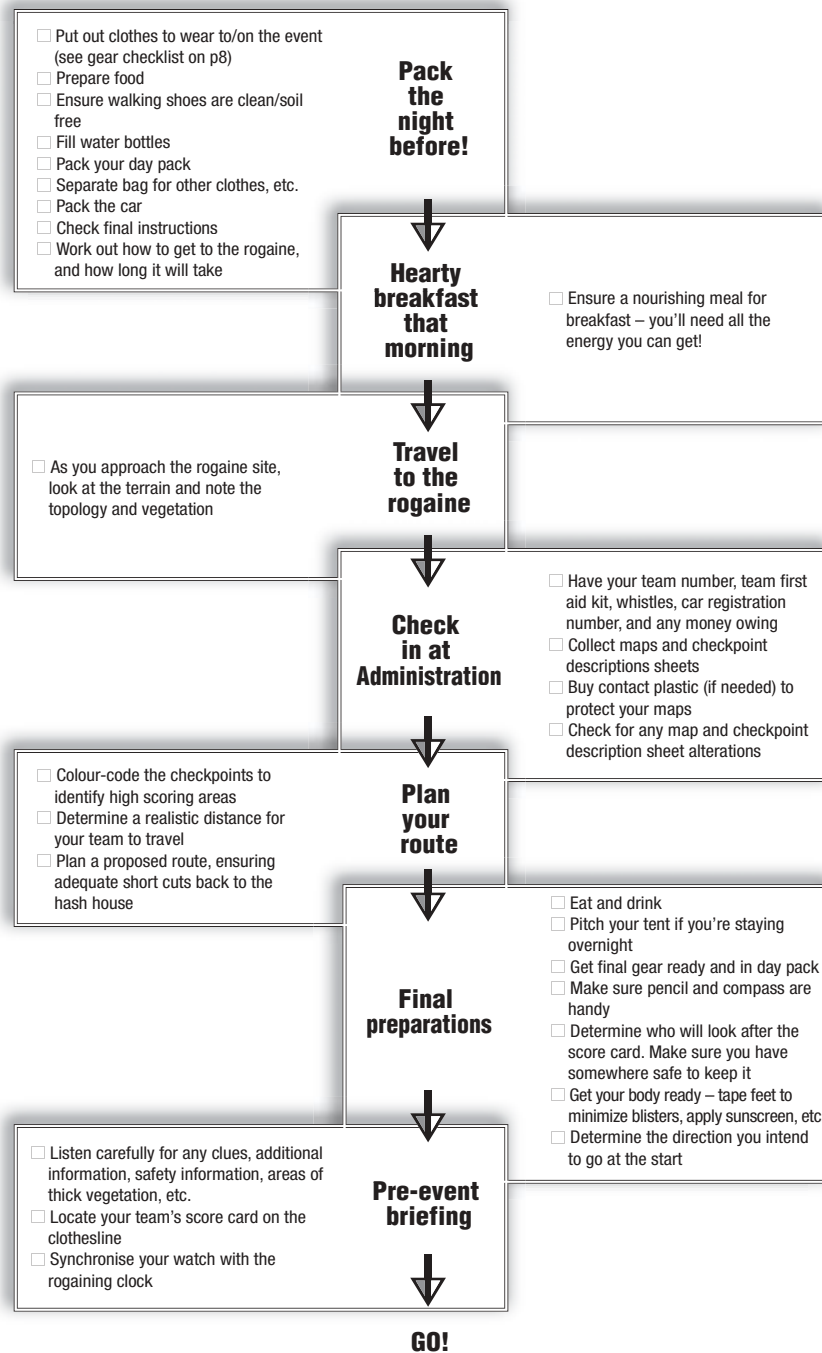 ☐ Put out clothes to wear to/on the event
(see gear checklist on p8)
☐ Prepare food
☐ Ensure walking shoes are clean/soil
free
☐ Fill water bottles
☐ Pack your day pack
☐ Separate bag for other clothes, etc.
☐ Pack the car
☐ Check final instructions
☐ Work out how to get to the rogaine,
and how long it will take
Pack
the
night
before!
Hearty
breakfast
that
morning
☐ Ensure a nourishing meal for
breakfast – you'll need all the
energy you can get!
☐ As you approach the rogaine site,
look at the terrain and note the
topology and vegetation
Travel
to the
rogaine
Check
in at
Administration
☐ Have your team number, team first
aid kit, whistles, car registration
number, and any money owing
☐ Collect maps and checkpoint
descriptions sheets
☐ Buy contact plastic (if needed) to
protect your maps
☐ Check for any map and checkpoint
description sheet alterations
☐ Colour-code the checkpoints to
identify high scoring areas
☐ Determine a realistic distance for
your team to travel
☐ Plan a proposed route, ensuring
adequate short cuts back to the
hash house
Plan
your
route
Final
preparations
☐ Eat and drink
☐ Pitch your tent if you're staying
overnight
☐ Get final gear ready and in day pack
☐ Make sure pencil and compass are
handy
☐ Determine who will look after the
score card. Make sure you have
somewhere safe to keep it
☐ Get your body ready – tape feet to
minimize blisters, apply sunscreen, etc
☐ Determine the direction you intend
to go at the start
☐ Listen carefully for any clues, additional
information, safety information, areas of
thick vegetation, etc.
☐ Locate your team's score card on the
clothesline
☐ Synchronise your watch with the
rogaining clock
Pre-event
briefing
GO!